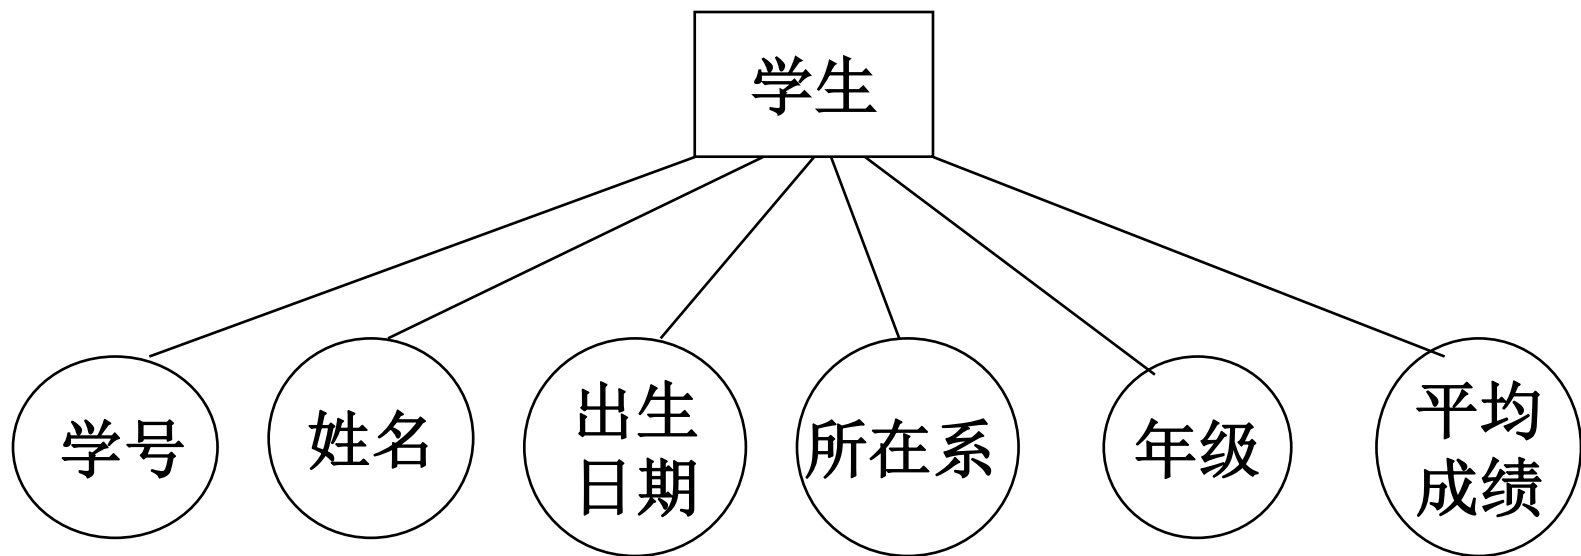 学生
学号
姓名
出生
日期
所在系
年级
平均
成绩